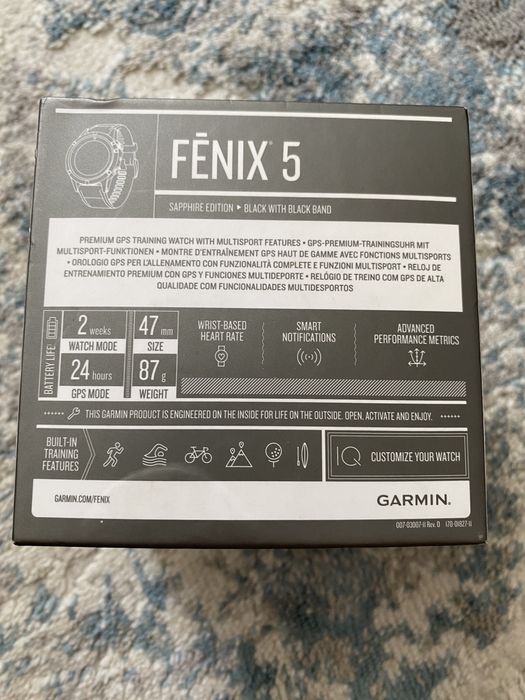 FĒNIX® 5
SAPPHIRE EDITION ▸ BLACK WITH BLACK BAND
PREMIUM GPS TRAINING WATCH WITH MULTISPORT FEATURES • GPS-PREMIUM-TRAININGSUHR MIT
MULTISPORT-FUNKTIONEN • MONTRE D'ENTRAÎNEMENT GPS HAUT DE GAMME AVEC FONCTIONS MULTISPORTS
• OROLOGIO GPS PER L'ALLENAMENTO CON FUNZIONALITÀ COMPLETE E FUNZIONI MULTISPORT • RELOJ DE
ENTRENAMIENTO PREMIUM CON GPS Y FUNCIONES MULTIDEPORTE • RELÓGIO DE TREINO COM GPS DE ALTA
QUALIDADE COM FUNCIONALIDADES MULTIDESPORTOS
BATTERY LIFE
2 weeks
WATCH MODE
24 hours
GPS MODE
47 mm
SIZE
87 g
WEIGHT
WRIST-BASED
HEART RATE
SMART
NOTIFICATIONS
ADVANCED
PERFORMANCE METRICS
THIS GARMIN PRODUCT IS ENGINEERED ON THE INSIDE FOR LIFE ON THE OUTSIDE. OPEN, ACTIVATE AND ENJOY.
BUILT-IN
TRAINING
FEATURES
IQ CUSTOMIZE YOUR WATCH
GARMIN.COM/FENIX
GARMIN.
007-03007-11 Rev. D 170-01827-11